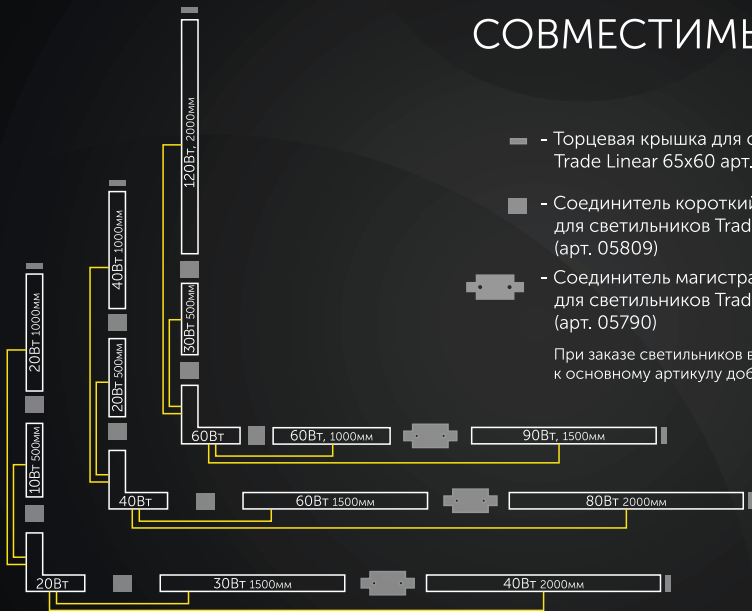 СОВМЕСТИМЫ
- Торцевая крышка для с
Trade Linear 65x60 арт.
- Соединитель короткий
для светильников Trad
(арт. 05809)
- Соединитель магистра
для светильников Trad
(арт. 05790)
При заказе светильников в
к основному артикулу доб
120Вт, 2000мм
30Вт 500мм
60Вт
60Вт, 1000мм
90Вт, 1500мм
40Вт 1000мм
20Вт 500мм
40Вт
60Вт 1500мм
80Вт 2000мм
20Вт 1000мм
10Вт 500мм
20Вт
30Вт 1500мм
40Вт 2000мм